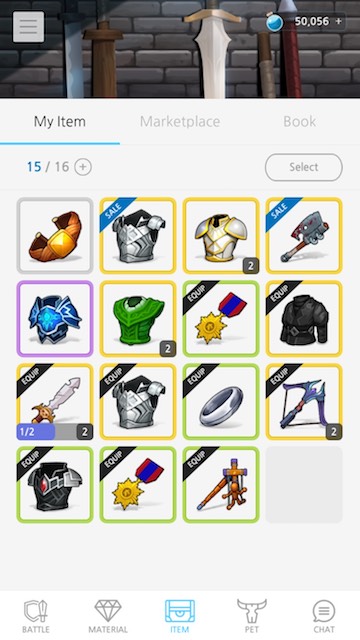 50,056 +
My Item Marketplace Book
15 / 16 + Select
SALE SALE
2
EQUIP EQUIP
2
EQUIP EQUIP EQUIP EQUIP
1/2 2 2
EQUIP EQUIP EQUIP
BATTLE MATERIAL ITEM PET CHAT